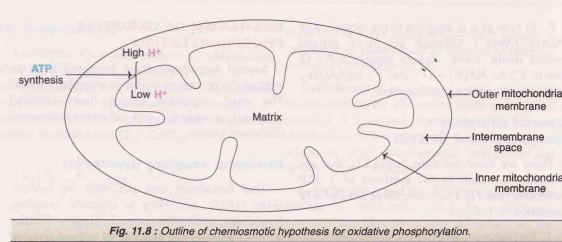 High H+
ATP
synthesis
Low H+
Matrix
Outer mitochondria
membrane
Intermembrane
space
Inner mitochondria
membrane
Fig. 11.8 : Outline of chemiosmotic hypothesis for oxidative phosphorylation.